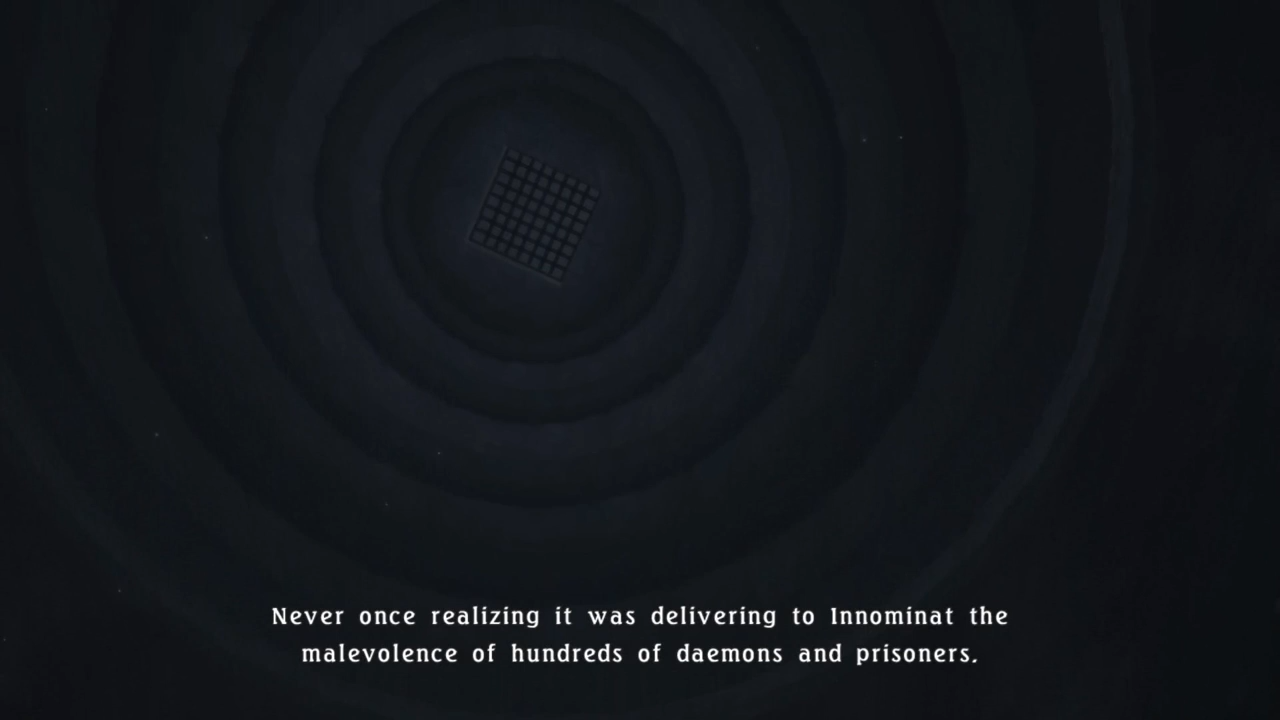 Never once realizing it was delivering to Innominat the
malevolence of hundreds of daemons and prisoners.